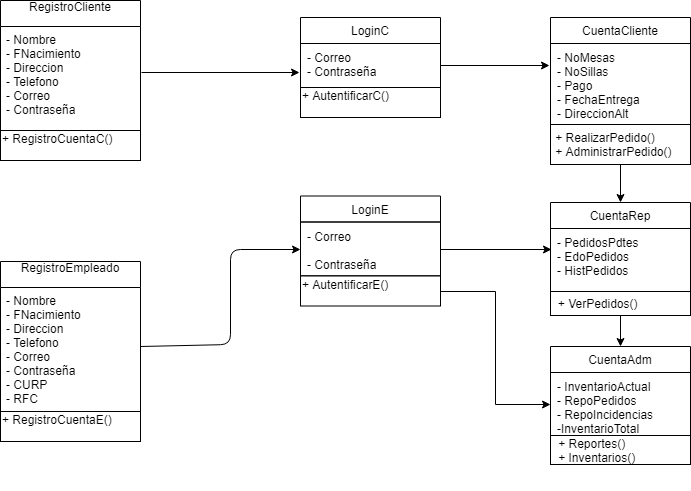 RegistroCliente
- Nombre
- FNacimiento
- Direccion
- Telefono
- Correo
- Contraseña
+ RegistroCuentaC()
LoginC
- Correo
- Contraseña
+ AutentificarC()
CuentaCliente
- NoMesas
- NoSillas
- Pago
- FechaEntrega
- DireccionAlt
+ RealizarPedido()
+ AdministrarPedido()
RegistroEmpleado
- Nombre
- FNacimiento
- Direccion
- Telefono
- Correo
- Contraseña
- CURP
- RFC
+ RegistroCuentaE()
LoginE
- Correo
- Contraseña
+ AutentificarE()
CuentaRep
- PedidosPdtes
- EdoPedidos
- HistPedidos
+ VerPedidos()
CuentaAdm
- InventarioActual
- RepoPedidos
- RepoIncidencias
-InventarioTotal
+ Reportes()
+ Inventarios()